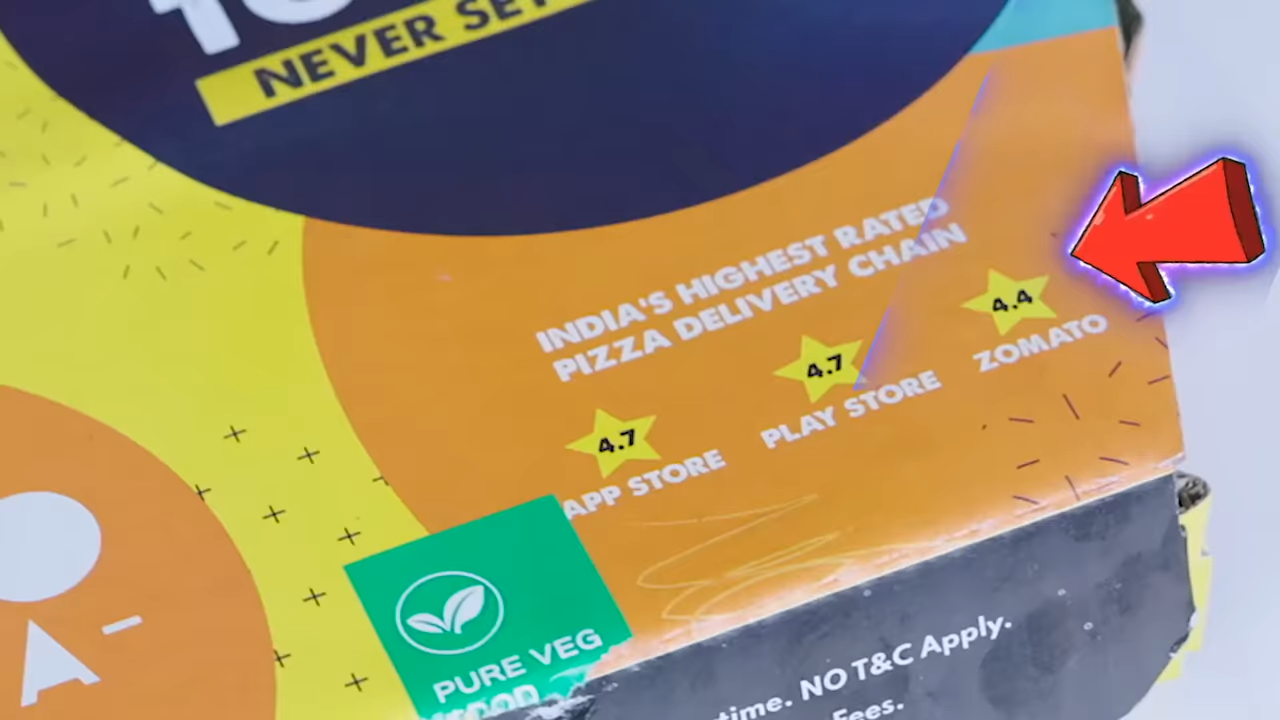 NEVER
INDIA'S HIGHEST RATED
PIZZA DELIVERY CHAIN
4.7
APP STORE
4.7
PLAY STORE
4.4
ZOMATO
PURE VEG
FOOD
A-
time. NO T&C Apply.
Fees.